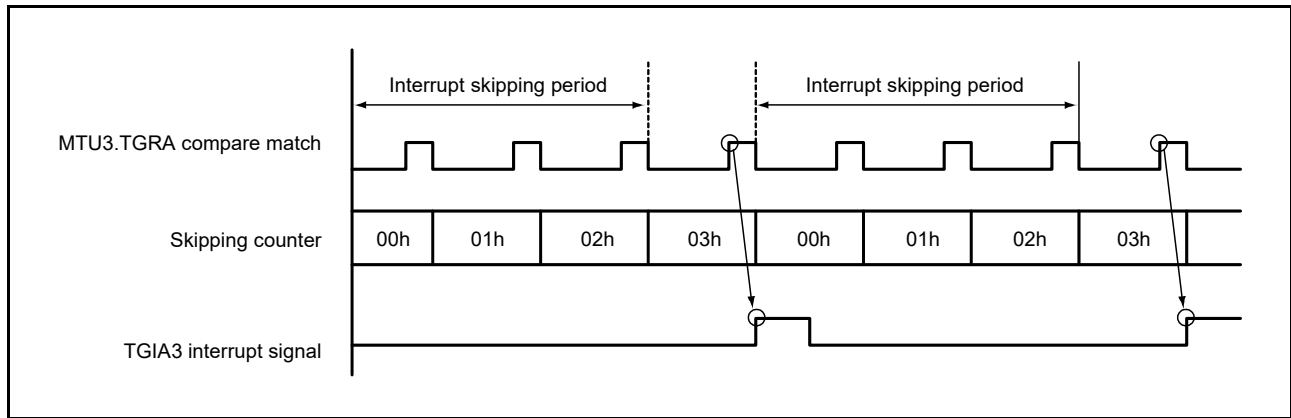 Interrupt skipping period Interrupt skipping period
MTU3.TGRA compare match
Skipping counter 00h 01h 02h 03h 00h 01h 02h 03h
TGIA3 interrupt signal